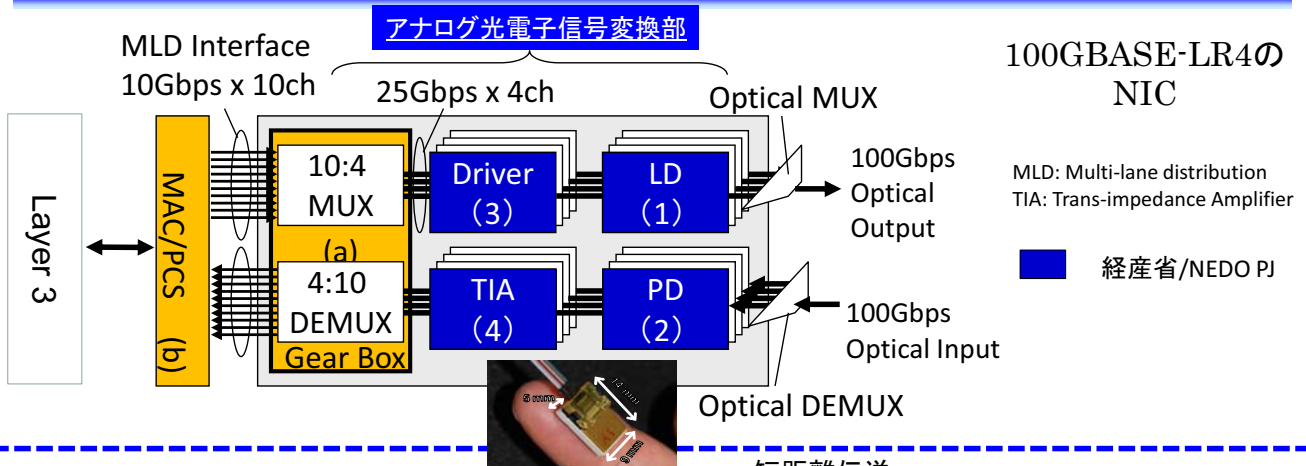 アナログ光電子信号変換部
MLD Interface
10Gbps x 10ch
25Gbps x 4ch
Optical MUX
100GBASE-LR4の
NIC
Layer 3
MAC/PCS (b)
10:4
MUX
(a)
4:10
DEMUX
Gear Box
Driver
（3）
LD
（1）
TIA
（4）
PD
（2）
100Gbps
Optical
Output
100Gbps
Optical Input
Optical DEMUX
MLD: Multi-lane distribution
TIA: Trans-impedance Amplifier
経産省/NEDO PJ
5 mm
14 mm
9 mm